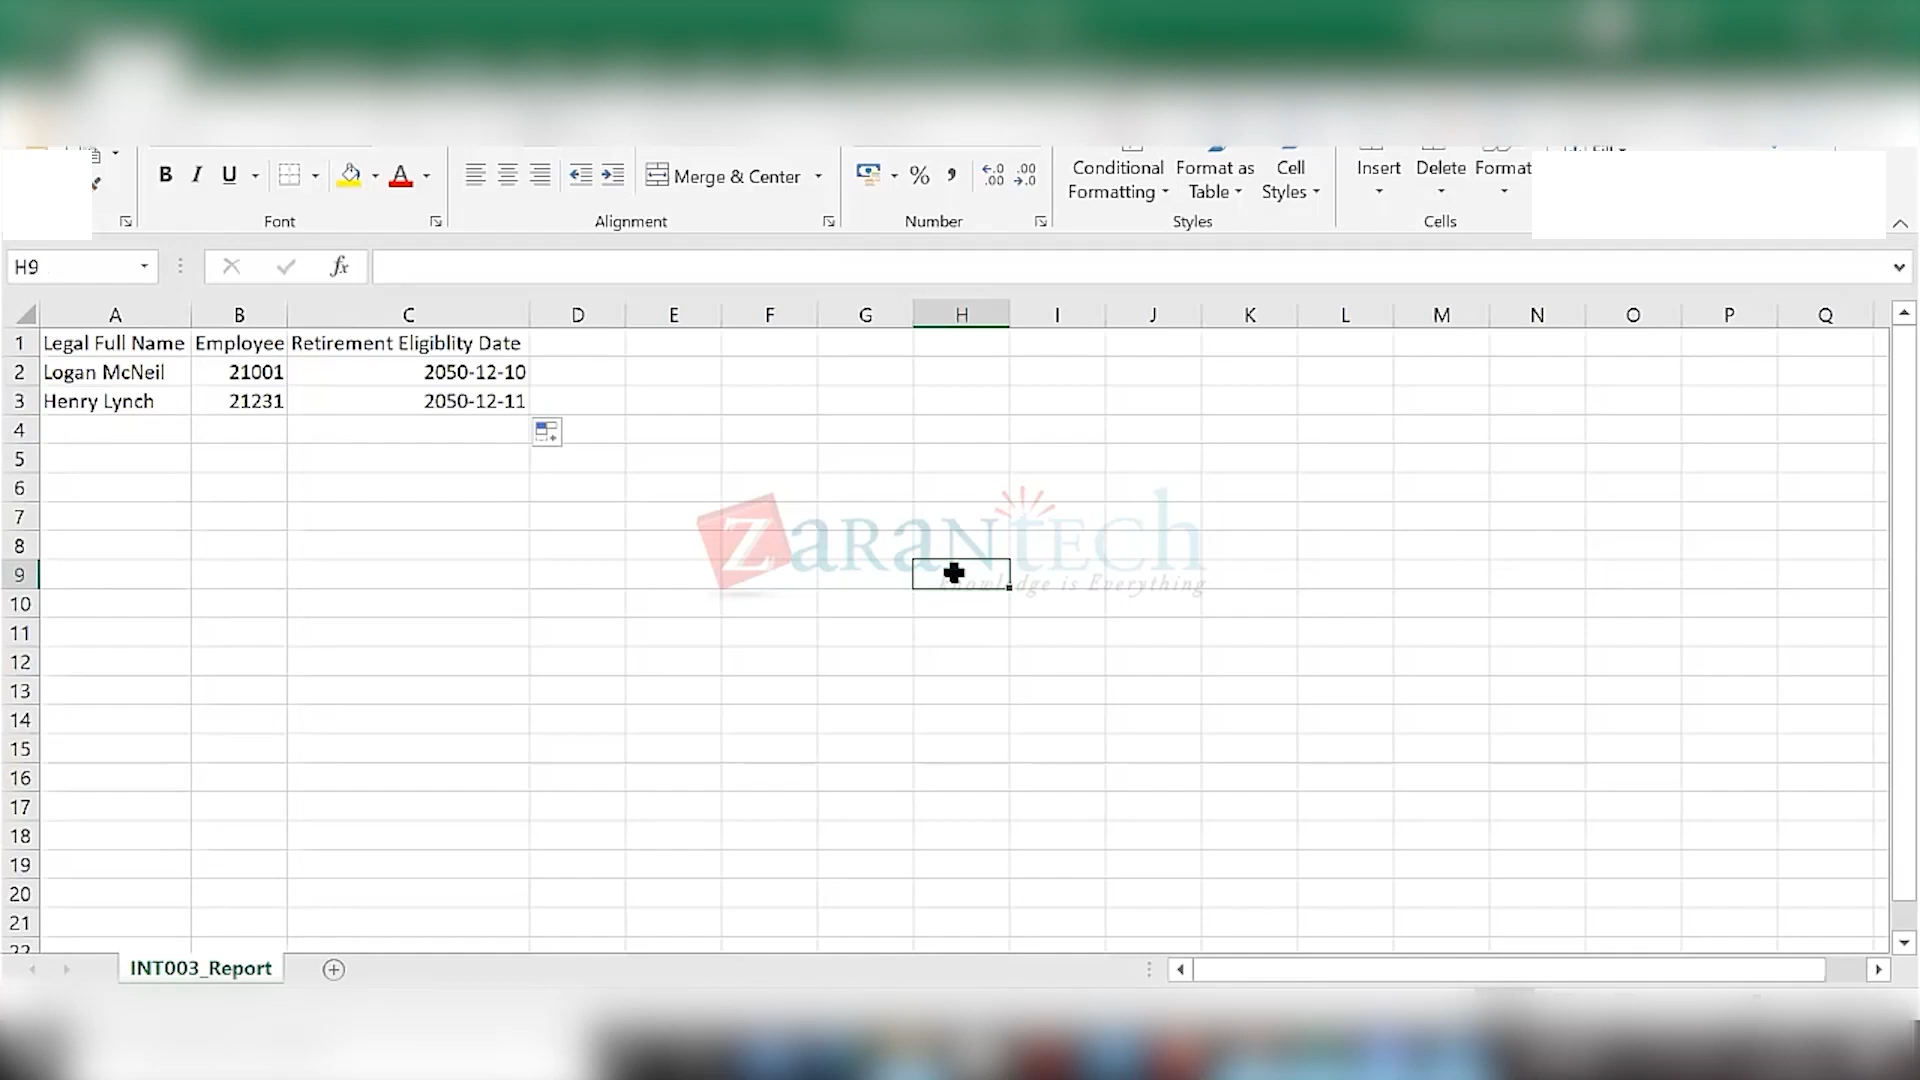 B I U
Merge & Center
% ,
Conditional Formatting
Format as Table
Cell Styles
Insert Delete Format
Font Alignment Number Styles Cells
H9 fx
A B C D E F G H I J K L M N O P Q
1 Legal Full Name Employee Retirement Eligiblity Date
2 Logan McNeil 21001 2050-12-10
3 Henry Lynch 21231 2050-12-11
4
5
6
7
8
9
10
11
12
13
14
15
16
17
18
19
20
21
22
ZaranTech
Knowledge is Everything
INT003_Report